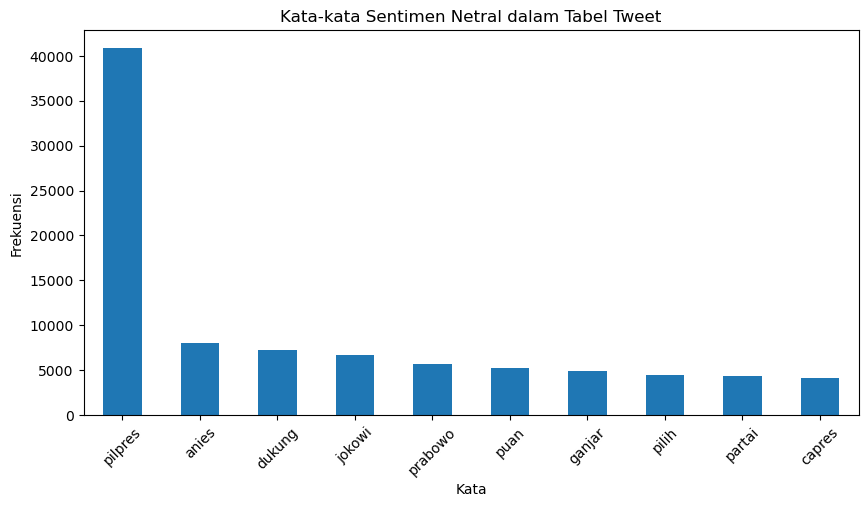 Kata-kata Sentimen Netral dalam Tabel Tweet
Frekuensi
40000
35000
30000
25000
20000
15000
10000
5000
0
pilpres
anies
dukung
jokowi
prabowo
puan
ganjar
pilih
partai
capres
Kata